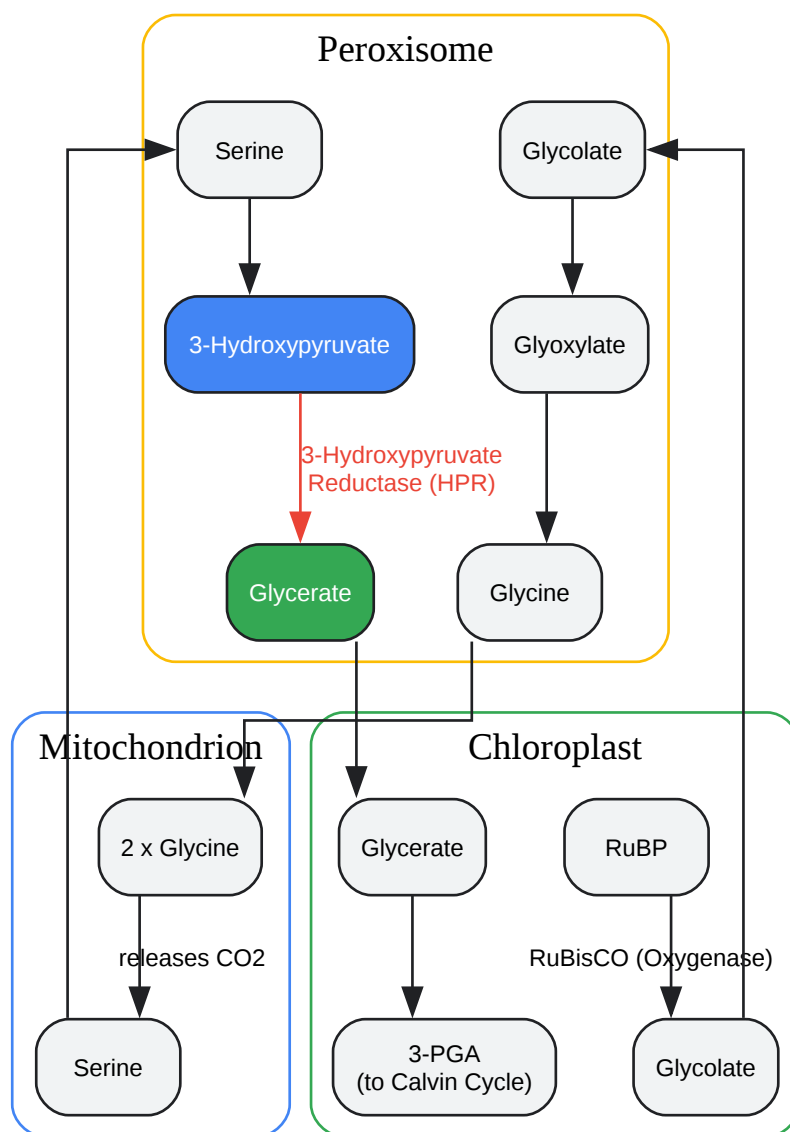 Peroxisome
Serine
Glycolate
3-Hydroxypyruvate
Glyoxylate
3-Hydroxypyruvate
Reductase (HPR)
Glycerate
Glycine
Mitochondrion
Chloroplast
2 x Glycine
Glycerate
RuBP
releases CO2
RuBisCO (Oxygenase)
Serine
3-PGA
(to Calvin Cycle)
Glycolate